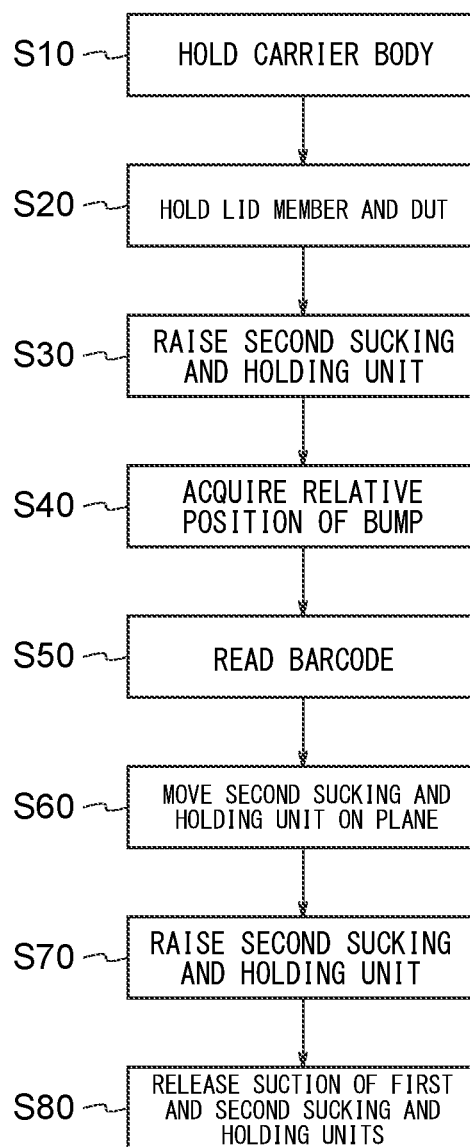 S10 HOLD CARRIER BODY
S20 HOLD LID MEMBER AND DUT
S30 RAISE SECOND SUCKING
AND HOLDING UNIT
S40 ACQUIRE RELATIVE
POSITION OF BUMP
S50 READ BARCODE
S60 MOVE SECOND SUCKING AND
HOLDING UNIT ON PLANE
S70 RAISE SECOND SUCKING
AND HOLDING UNIT
S80 RELEASE SUCTION OF FIRST
AND SECOND SUCKING AND
HOLDING UNITS